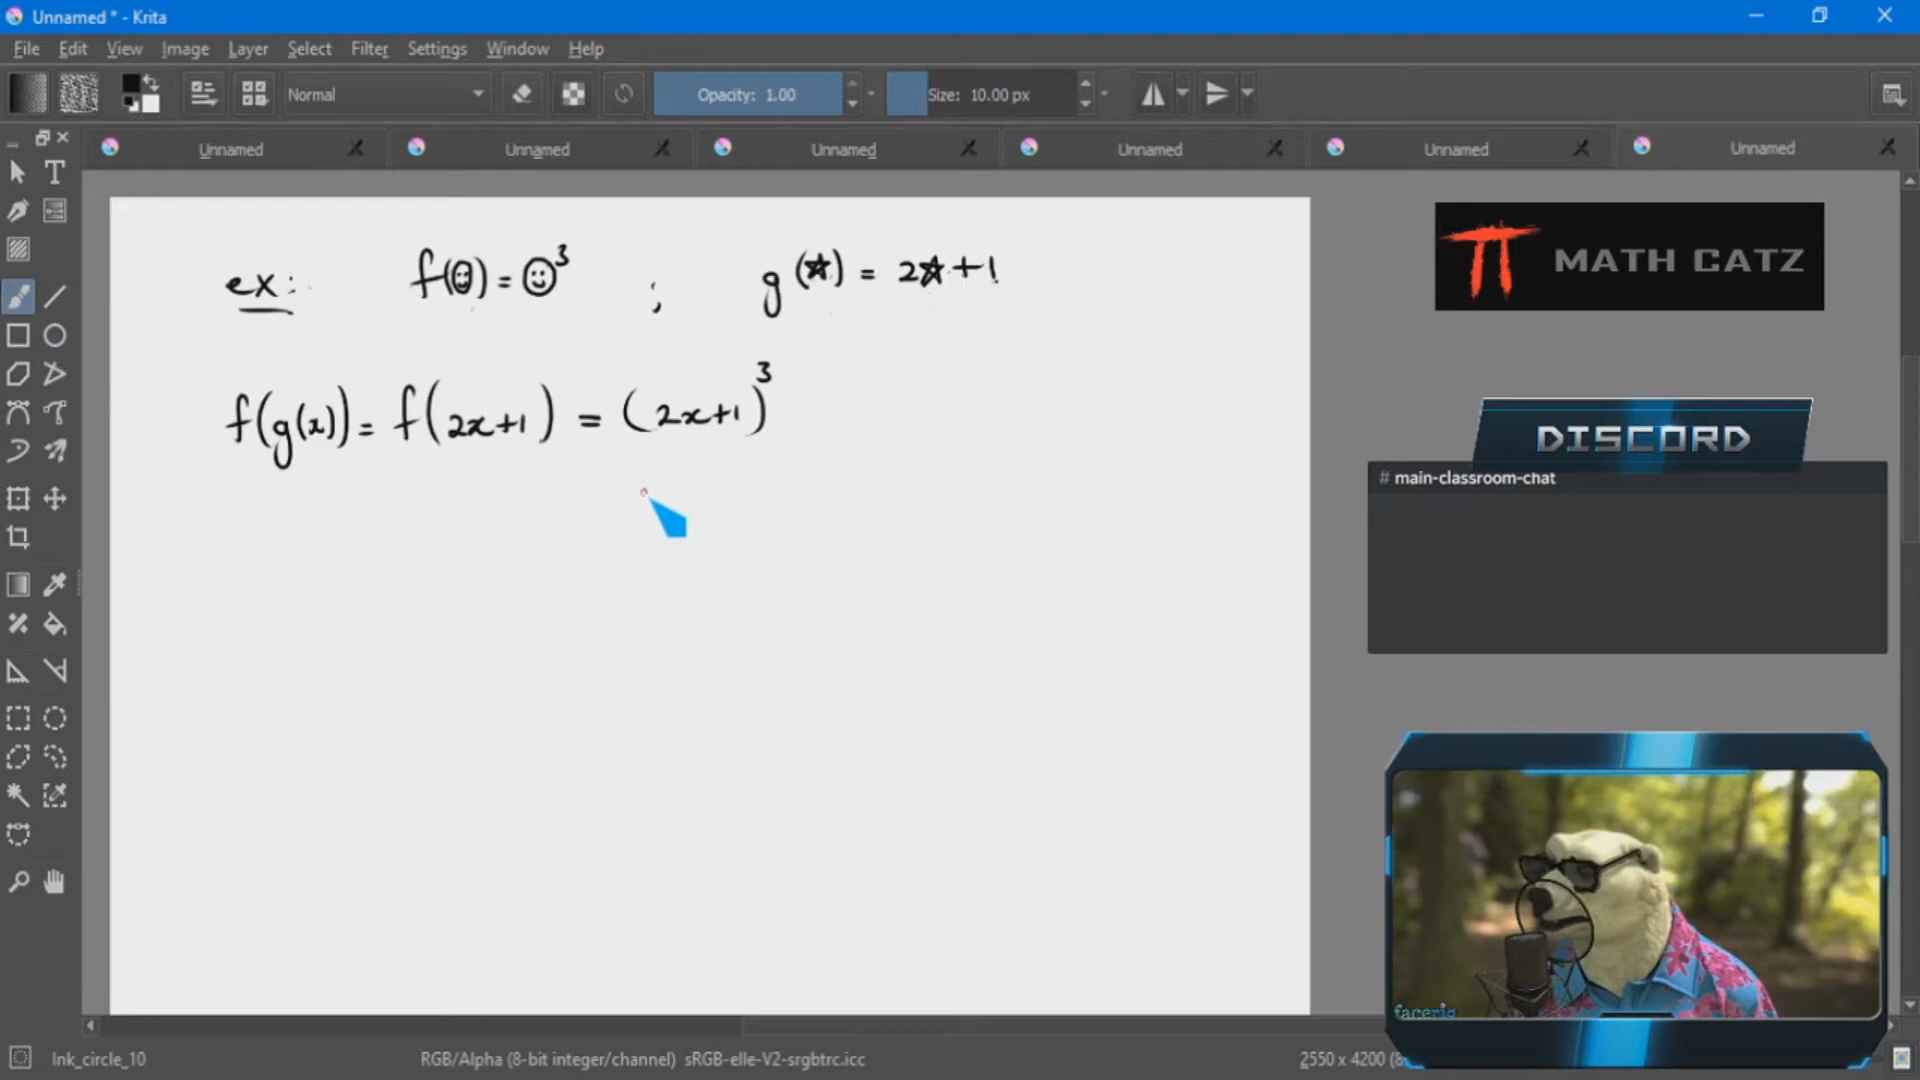 Unnamed * - Krita
File Edit View Image Layer Select Filter Settings Window Help
Normal Opacity: 1.00 Size: 10.00 px
Unnamed Unnamed Unnamed Unnamed Unnamed Unnamed
ex: f(☺) = ☺³ ; g(☆) = 2☆+1
f(g(x)) = f(2x+1) = (2x+1)³
MATH CATZ
DISCORD
# main-classroom-chat
facerig
Ink_circle_10 RGB/Alpha (8-bit integer/channel) sRGB-elle-V2-srgbtrc.icc 2550 x 4200 (8